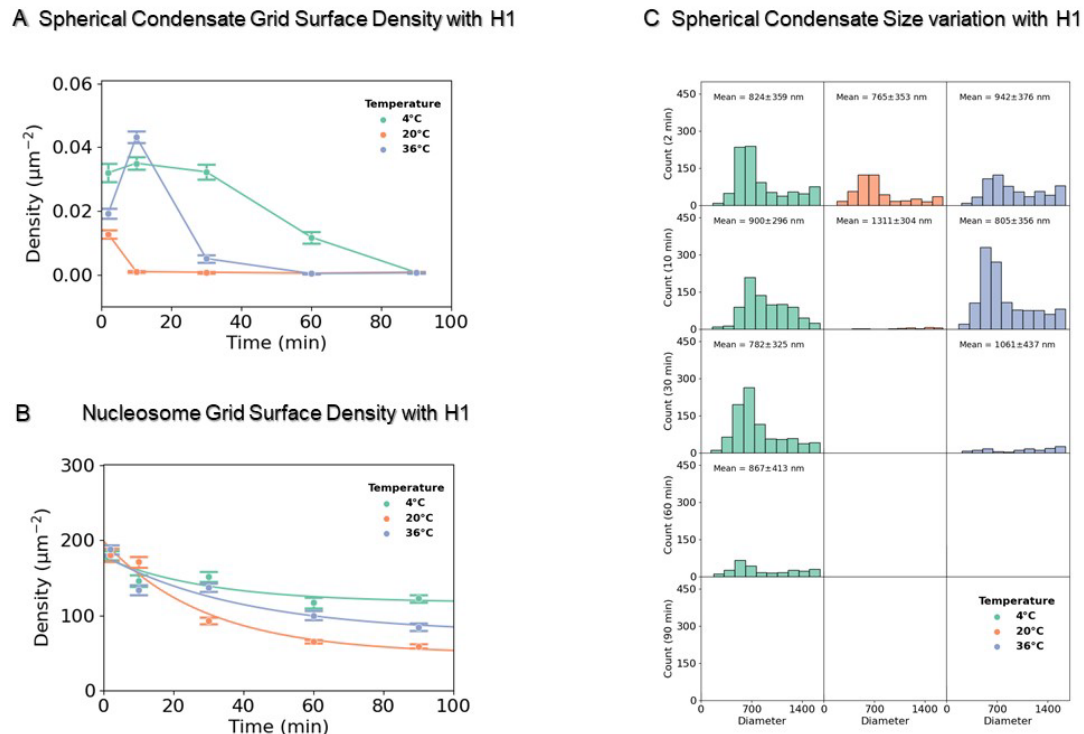 A Spherical Condensate Grid Surface Density with H1
0.06
0.04
0.02
0.00
Density (μm⁻²)
0 20 40 60 80 100
Time (min)
Temperature
4°C
20°C
36°C
B Nucleosome Grid Surface Density with H1
300
200
100
0
Density (μm⁻²)
0 20 40 60 80 100
Time (min)
Temperature
4°C
20°C
36°C
C Spherical Condensate Size variation with H1
Count (2 min)
450
300
150
0
Mean = 824±359 nm
Mean = 765±353 nm
Mean = 942±376 nm
Count (10 min)
450
300
150
0
Mean = 900±296 nm
Mean = 1311±304 nm
Mean = 805±356 nm
Count (30 min)
450
300
150
0
Mean = 782±325 nm
Mean = 1061±437 nm
Count (60 min)
450
300
150
0
Mean = 867±413 nm
Count (90 min)
450
300
150
0
Temperature
4°C
20°C
36°C
0 700 1400 0 700 1400 0 700 1400
Diameter Diameter Diameter